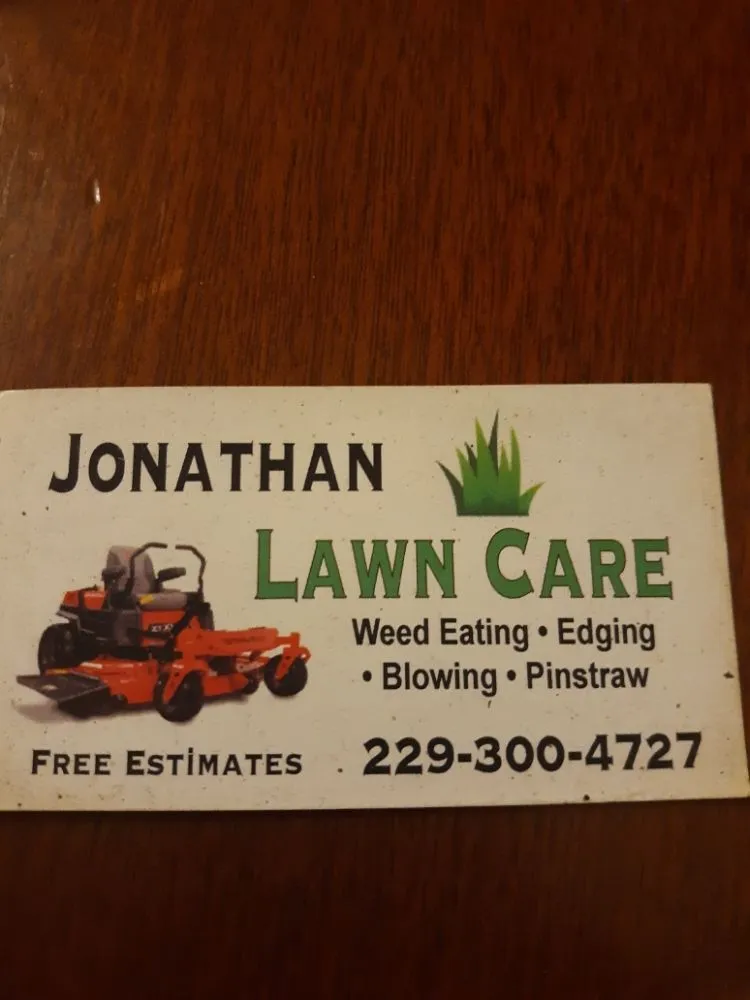 JONATHAN
LAWN CARE
Weed Eating • Edging
• Blowing • Pinstraw
FREE ESTIMATES
229-300-4727